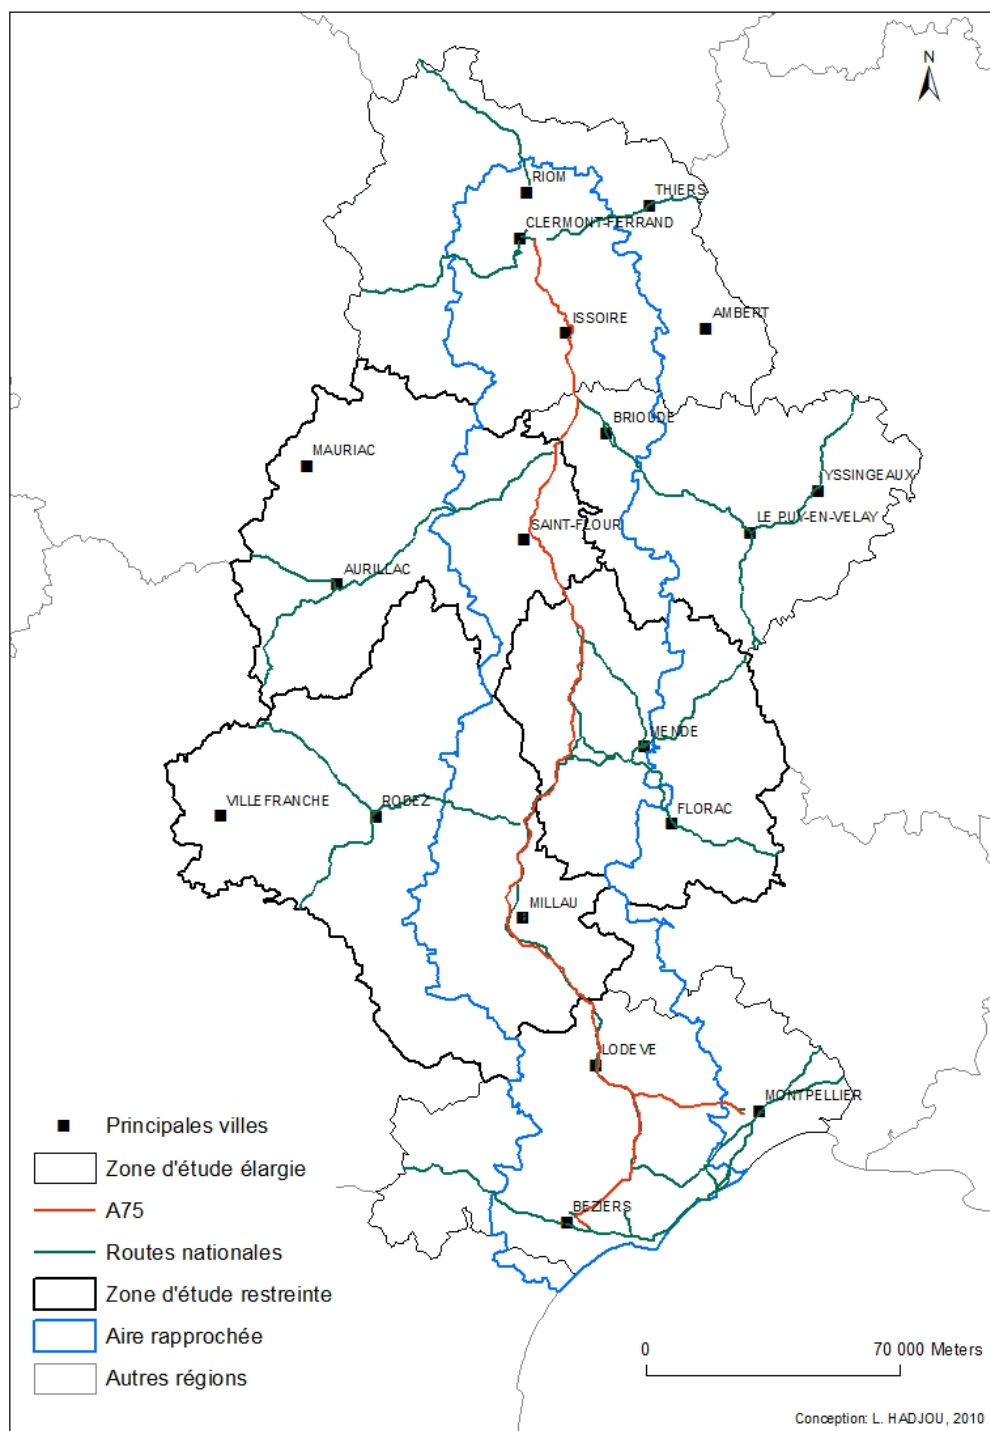 N
RIOM
THIERS
CLERMONT-FERRAND
ISSOIRE
AMBERT
BRIOUDE
MAURIAC
YSSINGEAUX
LE PUY-EN-VELAY
SAINT-FLOUR
AURILLAC
MENDE
VILLEFRANCHE
RODEZ
FLORAC
MILLAU
LODEVE
MONTPELLIER
BEZIERS
Principales villes
Zone d'étude élargie
A75
Routes nationales
Zone d'étude restreinte
Aire rapprochée
Autres régions
0 70 000 Meters
Conception: L. HADJOU, 2010